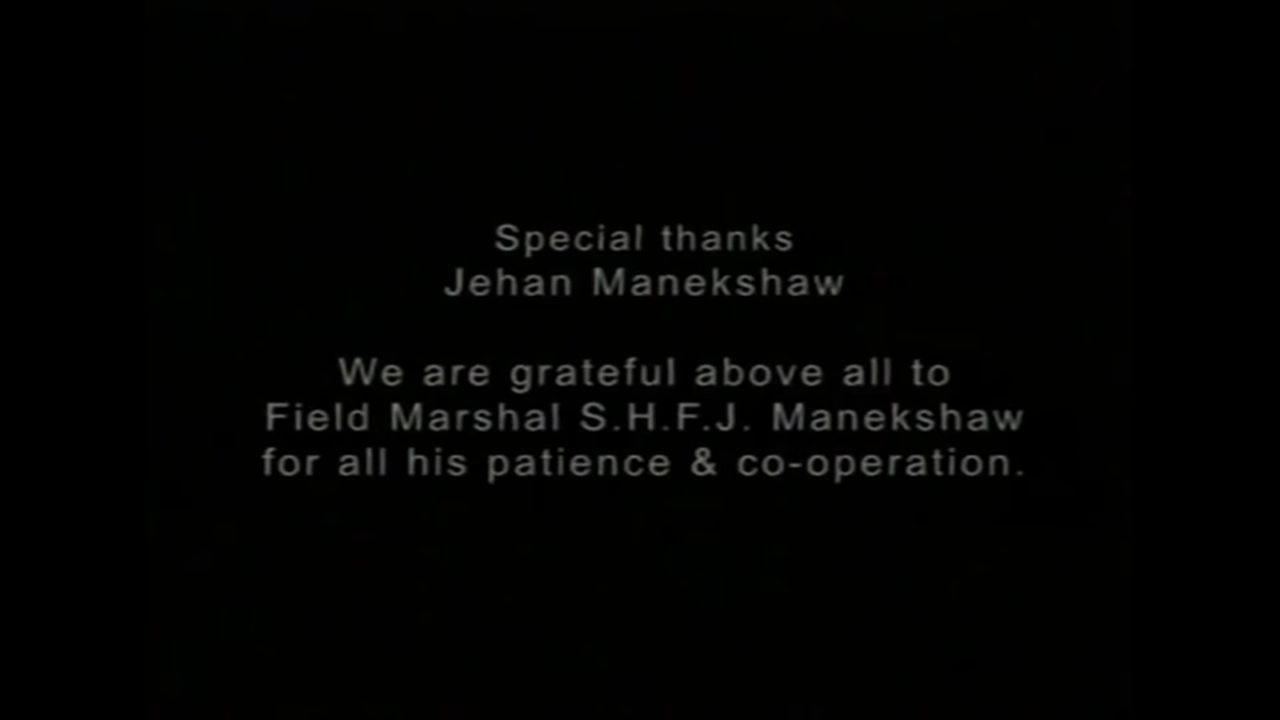 Special thanks
Jehan Manekshaw
We are grateful above all to
Field Marshal S.H.F.J. Manekshaw
for all his patience & co-operation.